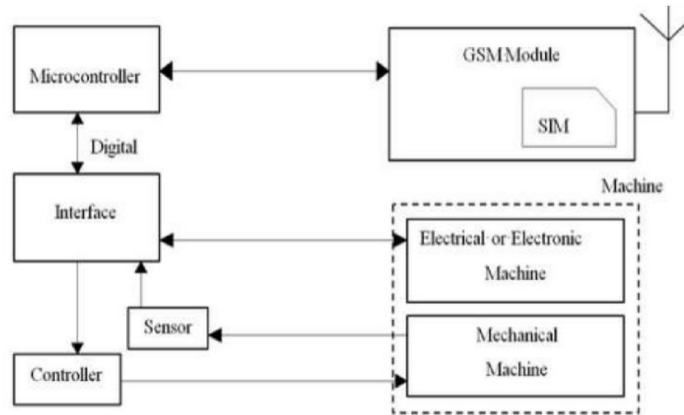 GSM Module
Microcontroller
SIM
Digital
Machine
Interface
Electrical or Electronic
Machine
Sensor
Mechanical
Machine
Controller